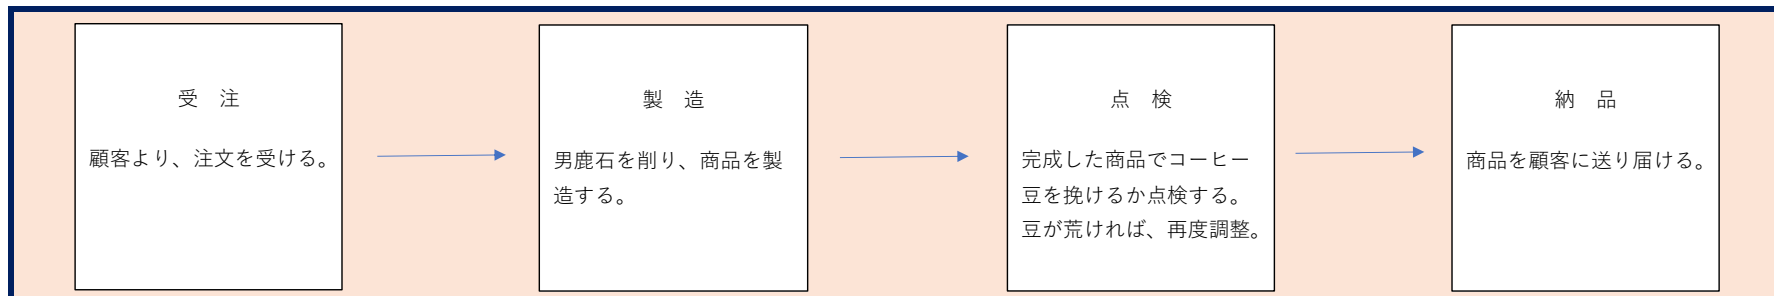 受　注
顧客より、注文を受ける。
製　造
男鹿石を削り、商品を製
造する。
点　検
完成した商品でコーヒー
豆を挽けるか点検する。
豆が荒ければ、再度調整。
納　品
商品を顧客に送り届ける。